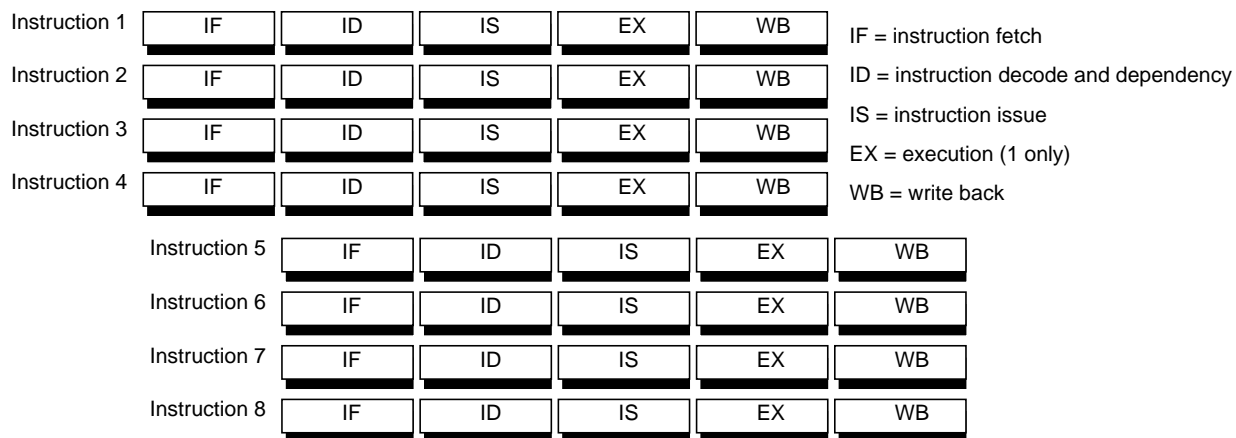 Instruction 1 IF ID IS EX WB
IF = instruction fetch
Instruction 2 IF ID IS EX WB
ID = instruction decode and dependency
Instruction 3 IF ID IS EX WB
IS = instruction issue
EX = execution (1 only)
Instruction 4 IF ID IS EX WB
WB = write back
Instruction 5 IF ID IS EX WB
Instruction 6 IF ID IS EX WB
Instruction 7 IF ID IS EX WB
Instruction 8 IF ID IS EX WB